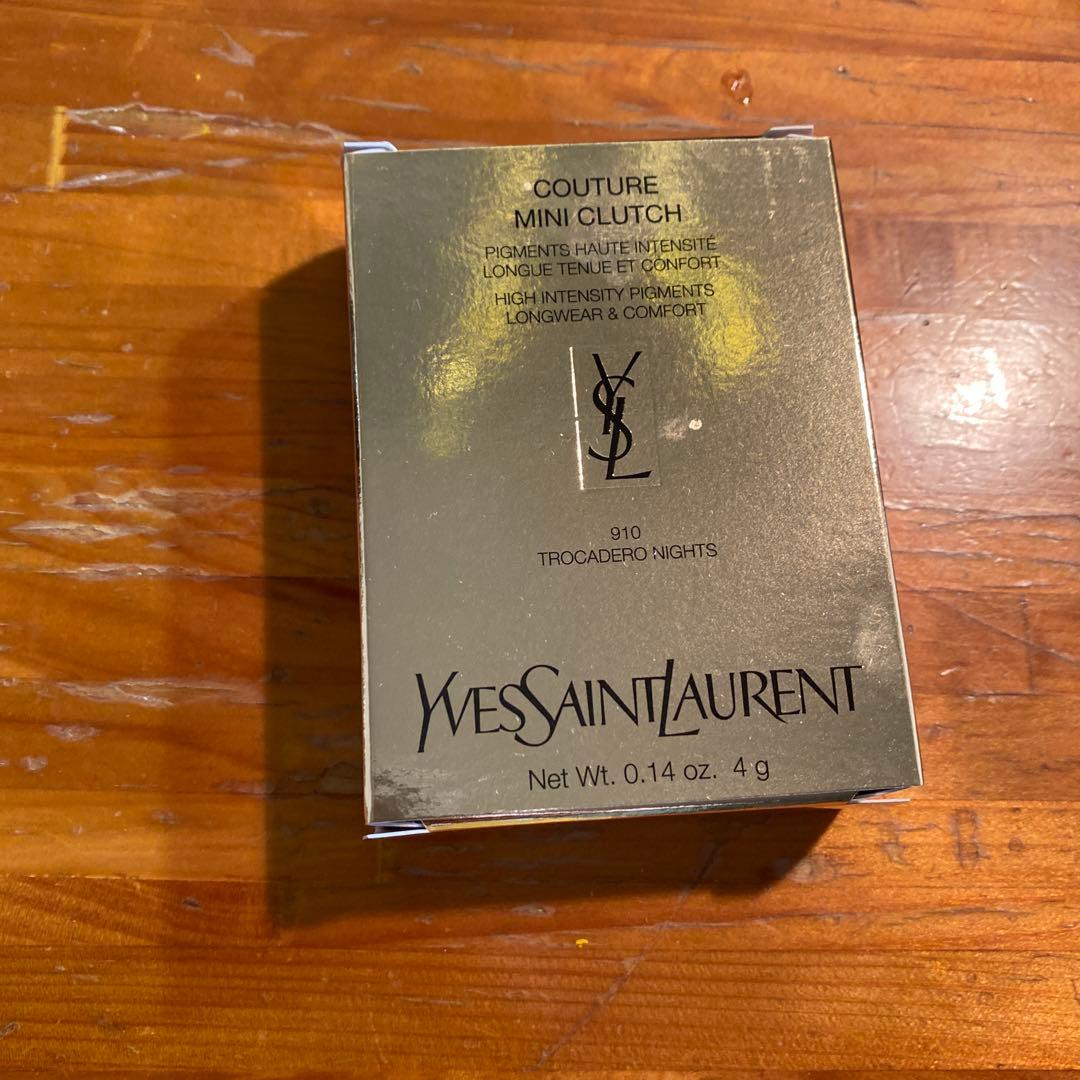 COUTURE
MINI CLUTCH
PIGMENTS HAUTE INTENSITÉ
LONGUE TENUE ET CONFORT
HIGH INTENSITY PIGMENTS
LONGWEAR & COMFORT
YSL
910
TROCADERO NIGHTS
YVESSAINTLAURENT
Net Wt. 0.14 oz. 4 g